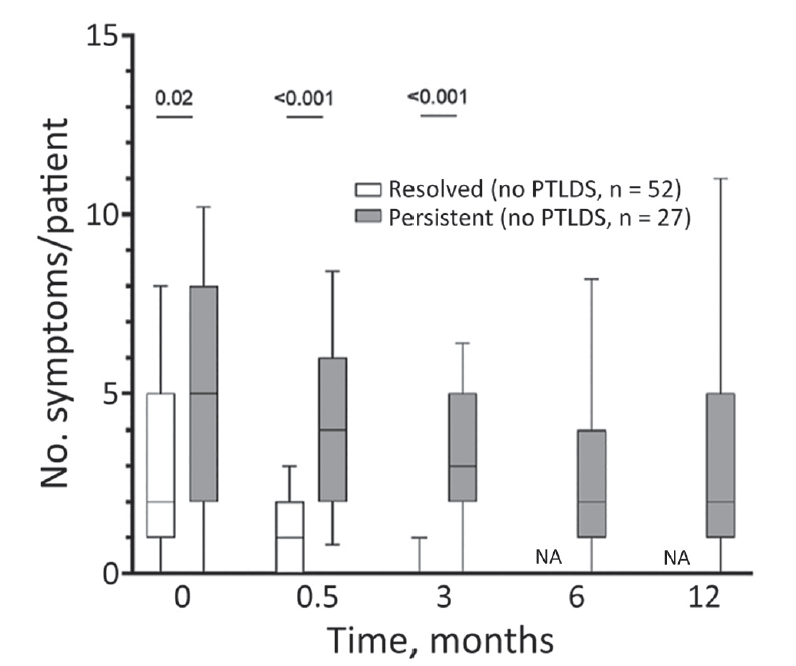 15
0.02 <0.001 <0.001
Resolved (no PTLDS, n = 52)
10
Persistent (no PTLDS, n = 27)
No. symptoms/patient
5
NA NA
0
0 0.5 3 6 12
Time, months